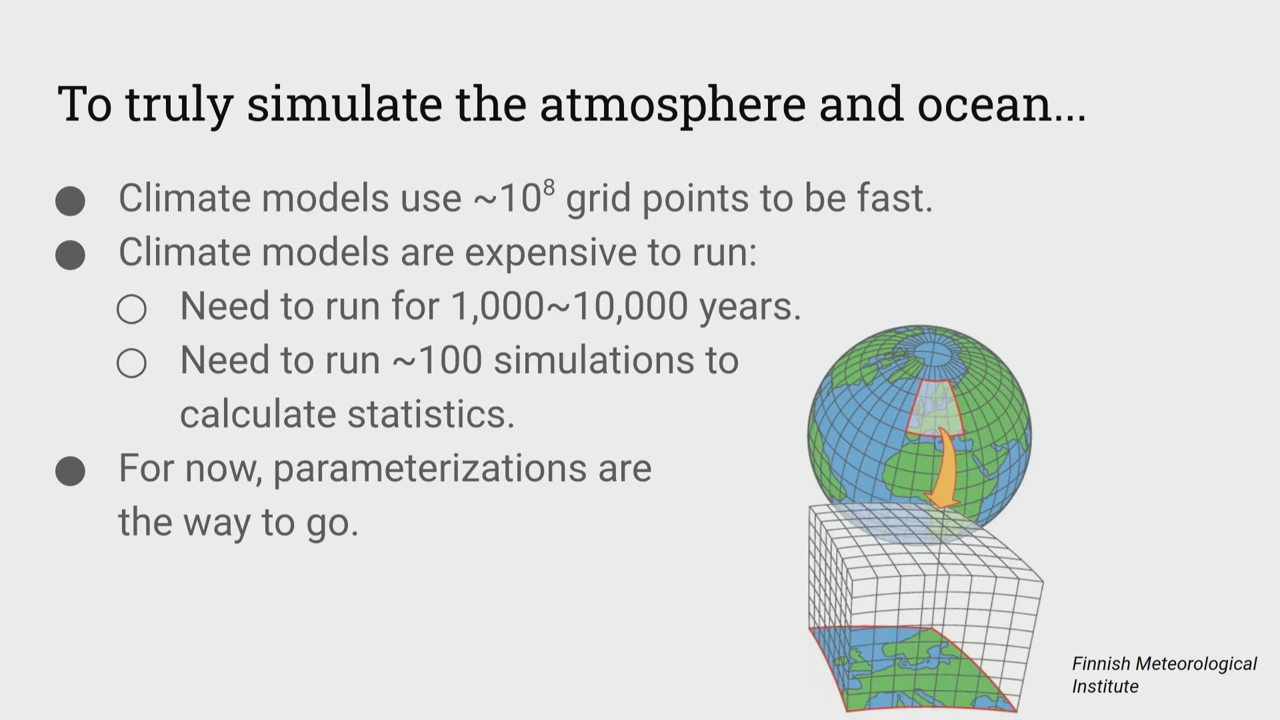 To truly simulate the atmosphere and ocean...
● Climate models use ~10⁸ grid points to be fast.
● Climate models are expensive to run:
○ Need to run for 1,000~10,000 years.
○ Need to run ~100 simulations to
calculate statistics.
● For now, parameterizations are
the way to go.
Finnish Meteorological
Institute